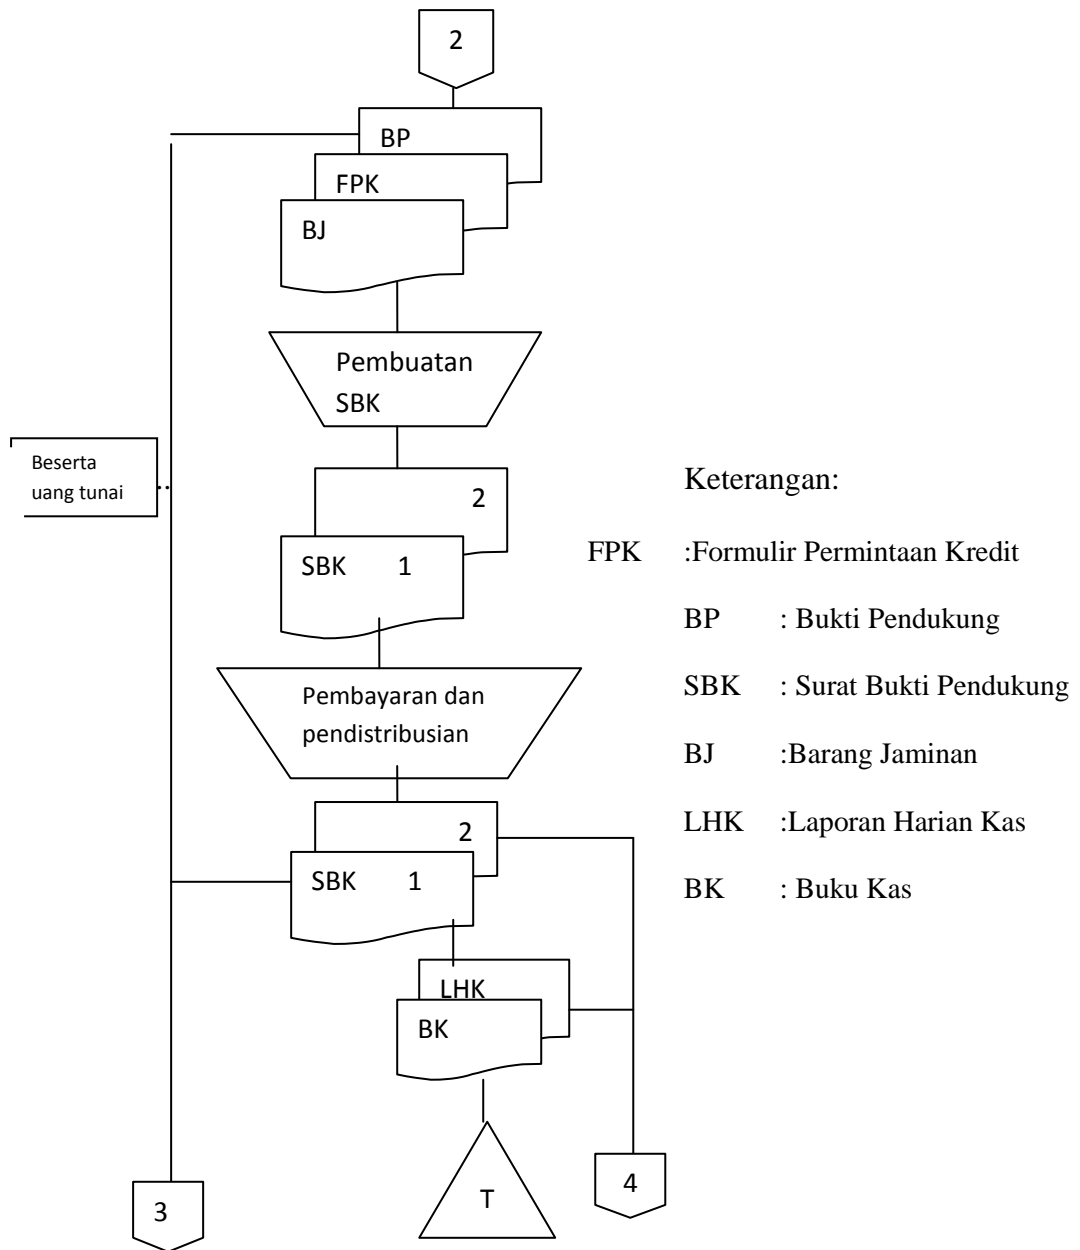 2
BP
FPK
BJ
Pembuatan
SBK
Beserta
uang tunai
2
SBK 1
Pembayaran dan
pendistribusian
2
SBK 1
LHK
BK
T
3
4
Keterangan:
FPK :Formulir Permintaan Kredit
BP : Bukti Pendukung
SBK : Surat Bukti Pendukung
BJ :Barang Jaminan
LHK :Laporan Harian Kas
BK : Buku Kas